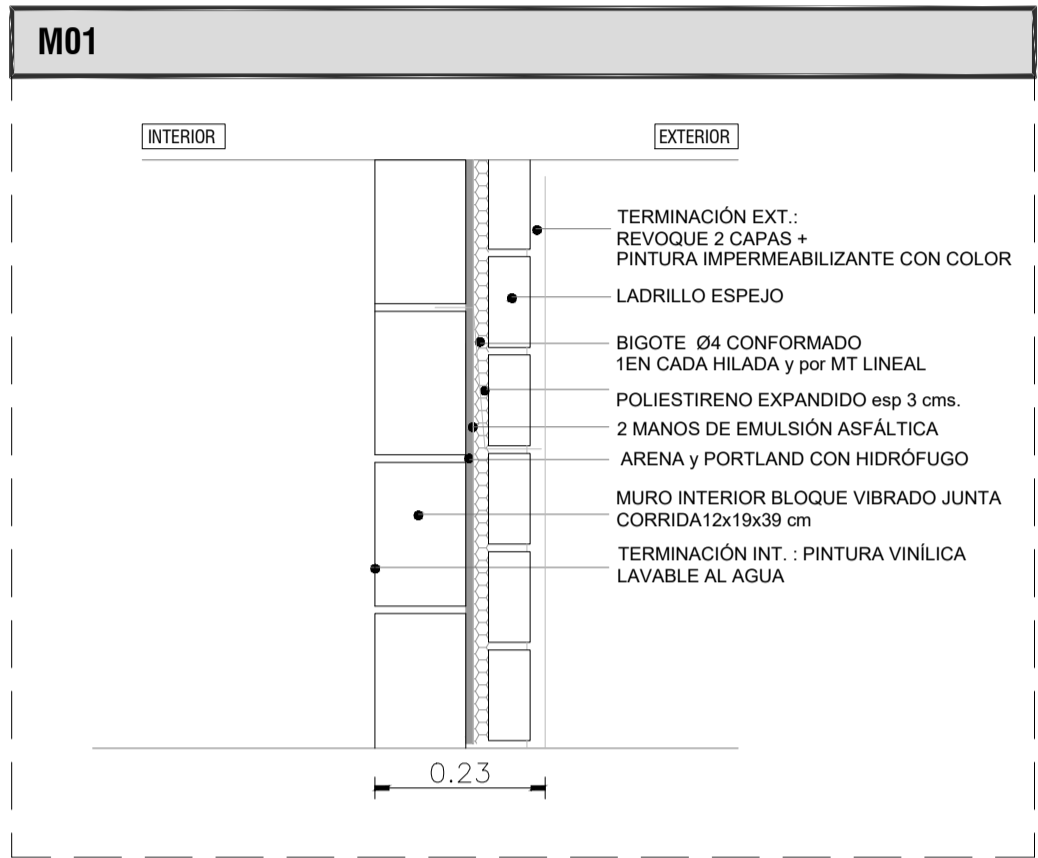 M01
INTERIOR
EXTERIOR
TERMINACIÓN EXT.:
REVOQUE 2 CAPAS +
PINTURA IMPERMEABILIZANTE CON COLOR
LADRILLO ESPEJO
BIGOTE Ø4 CONFORMADO
1EN CADA HILADA y por MT LINEAL
POLIESTIRENO EXPANDIDO esp 3 cms.
2 MANOS DE EMULSIÓN ASFÁLTICA
ARENA y PORTLAND CON HIDRÓFUGO
MURO INTERIOR BLOQUE VIBRADO JUNTA
CORRIDA12x19x39 cm
TERMINACIÓN INT. : PINTURA VINÍLICA
LAVABLE AL AGUA
0.23